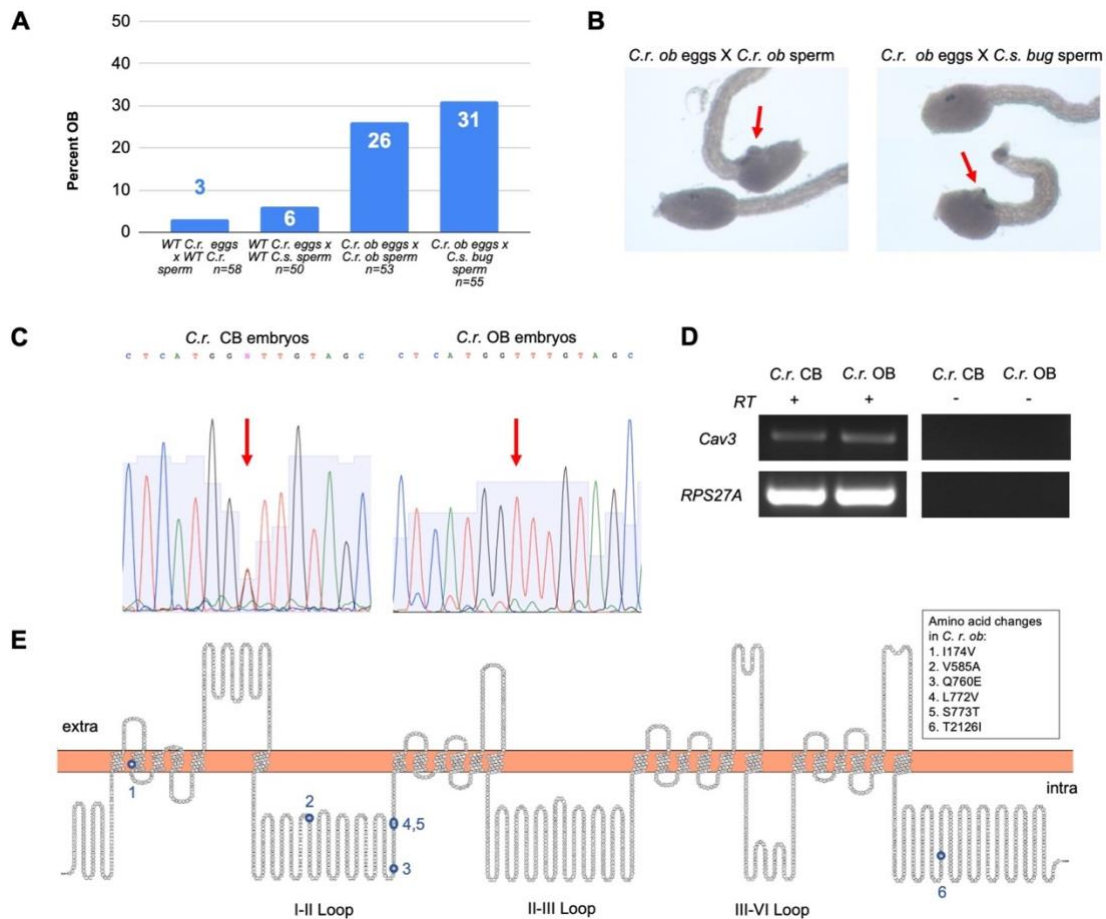 A
Percent OB
50
40
30
20
10
0
3
6
26
31
WT C.r. eggs
x WT C.r.
sperm n=58
WT C.r. eggs x
WT C.s. sperm
n=50
C.r. ob eggs x
C.r. ob sperm
n=53
C.r. ob eggs x
C.s. bug
sperm
n=55
B
C.r. ob eggs X C.r. ob sperm
C.r. ob eggs X C.s. bug sperm
C
C.r. CB embryos
C.r. OB embryos
C T C A T G G N T T G T A G C
C T C A T G G T T T G T A G C
D
C.r. CB
C.r. OB
C.r. CB
C.r. OB
RT
+
+
-
-
Cav3
RPS27A
E
Amino acid changes
in C. r. ob:
1. I174V
2. V585A
3. Q760E
4. L772V
5. S773T
6. T2126I
extra
intra
1
2
4,5
3
6
I-II Loop
II-III Loop
III-VI Loop